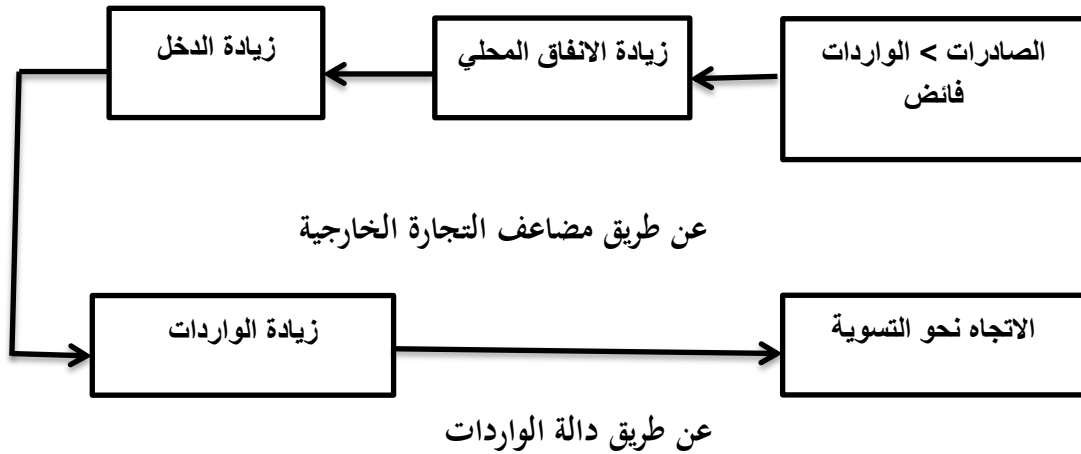 الصادرات > الواردات
فائض
زيادة الانفاق المحلي
زيادة الدخل
عن طريق مضاعف التجارة الخارجية
زيادة الواردات
الاتجاه نحو التسوية
عن طريق دالة الواردات